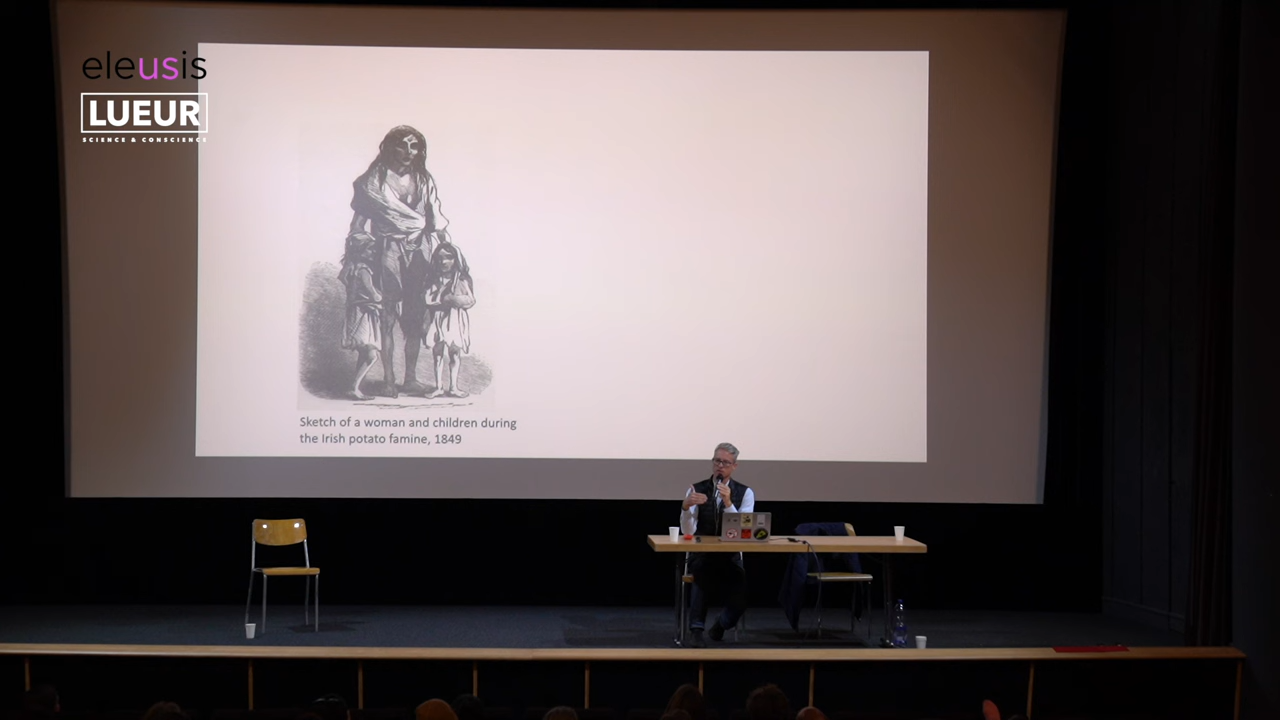 eleusis
LUEUR
SCIENCE & CONSCIENCE
Sketch of a woman and children during
the Irish potato famine, 1849